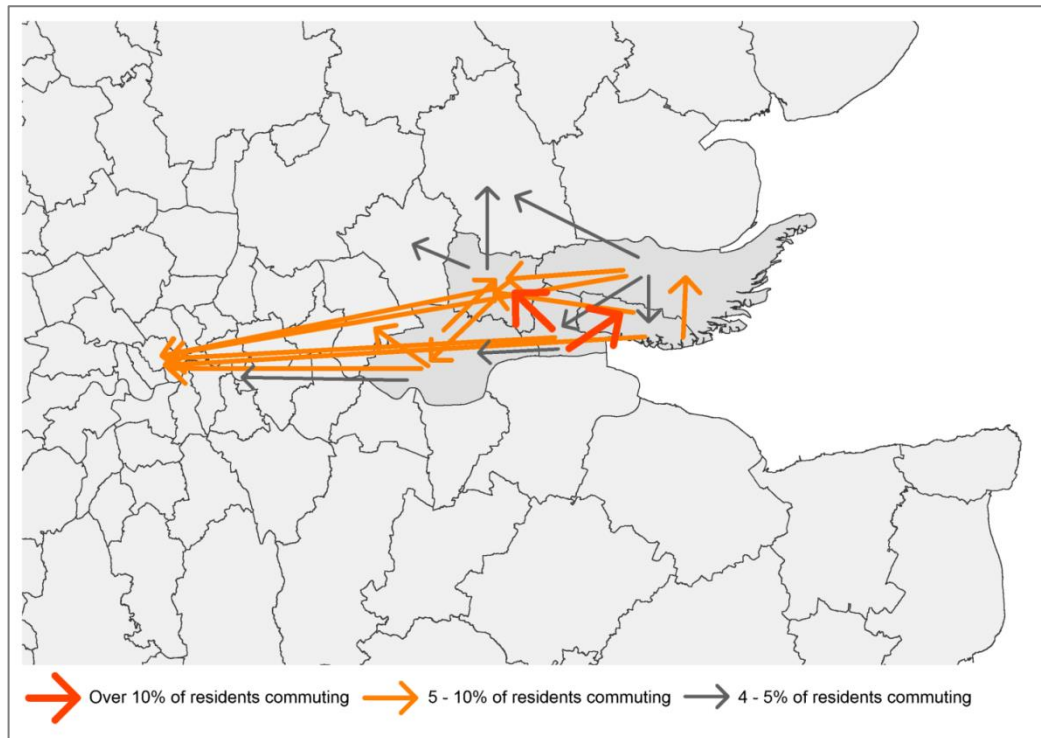 Over 10% of residents commuting 5 - 10% of residents commuting 4 - 5% of residents commuting